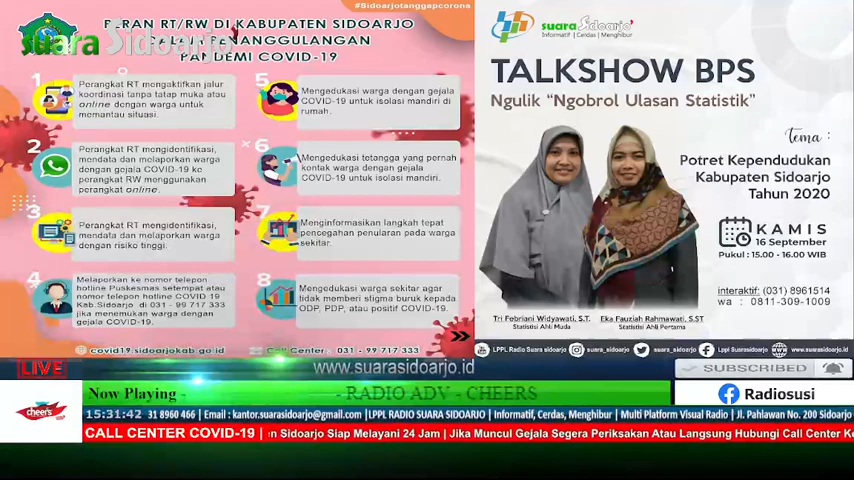 #Sidoarjotanggapcorona
PERAN RT/RW DI KABUPATEN SIDOARJO
DALAM PENANGGULANGAN
PANDEMI COVID-19
suara Sidoarjo
1
Perangkat RT mengaktifkan jalur
koordinasi tanpa tatap muka atau
online dengan warga untuk
memantau situasi.
2
Perangkat RT mengidentifikasi,
mendata dan melaporkan warga
dengan gejala COVID-19 ke
perangkat RW menggunakan
perangkat online.
3
Perangkat RT mengidentifikasi,
mendata dan melaporkan warga
dengan risiko tinggi.
4
Melaporkan ke nomor telepon
hotline Puskesmas setempat atau
nomor telepon hotline COVID 19
Kab.Sidoarjo di 031 - 99 717 333
jika menemukan warga dengan
gejala COVID-19.
5
Mengedukasi warga dengan gejala
COVID-19 untuk isolasi mandiri di
rumah.
6
Mengedukasi tetangga yang pernah
kontak warga dengan gejala
COVID-19 untuk isolasi mandiri.
7
Menginformasikan langkah tepat
pencegahan penularan pada warga
sekitar.
8
Mengedukasi warga sekitar agar
tidak memberi stigma buruk kepada
ODP, PDP, atau positif COVID-19.
covid19.sidoarjokab.go.id
Call Center : 031 - 99 717 333
suara Sidoarjo
Informatif | Cerdas | Menghibur
TALKSHOW BPS
Ngulik "Ngobrol Ulasan Statistik"
tema :
Potret Kependudukan
Kabupaten Sidoarjo
Tahun 2020
KAMIS
16 September
Pukul : 15.00 - 16.00 WIB
interaktif: (031) 8961514
wa : 0811-309-1009
Tri Febriani Widyawati, S.T.
Statistisi Ahli Muda
Eka Fauziah Rahmawati, S.ST
Statistisi Ahli Pertama
LPPL Radio Suara sidoarjo
suara_sidoarjo
suara_sidoarjo
Lppl Suarasidoarjo
www.suarasidoarjo.id
LIVE
www.suarasidoarjo.id
SUBSCRIBED
Now Playing - - RADIO ADV - CHEERS
Radiosusi
cheers
15:31:42 31 8960 466 | Email : kantor.suarasidoarjo@gmail.com |LPPL RADIO SUARA SIDOARJO | Informatif, Cerdas, Menghibur | Multi Platform Visual Radio | Jl. Pahlawan No. 200 Sidoarjo
CALL CENTER COVID-19 | en Sidoarjo Siap Melayani 24 Jam | Jika Muncul Gejala Segera Periksakan Atau Langsung Hubungi Call Center Ke